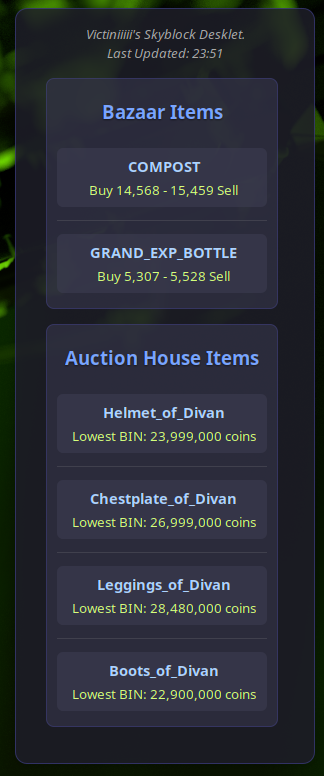 Victiniiiii's Skyblock Desklet.
Last Updated: 23:51
Bazaar Items
COMPOST
Buy 14,568 - 15,459 Sell
GRAND_EXP_BOTTLE
Buy 5,307 - 5,528 Sell
Auction House Items
Helmet_of_Divan
Lowest BIN: 23,999,000 coins
Chestplate_of_Divan
Lowest BIN: 26,999,000 coins
Leggings_of_Divan
Lowest BIN: 28,480,000 coins
Boots_of_Divan
Lowest BIN: 22,900,000 coins